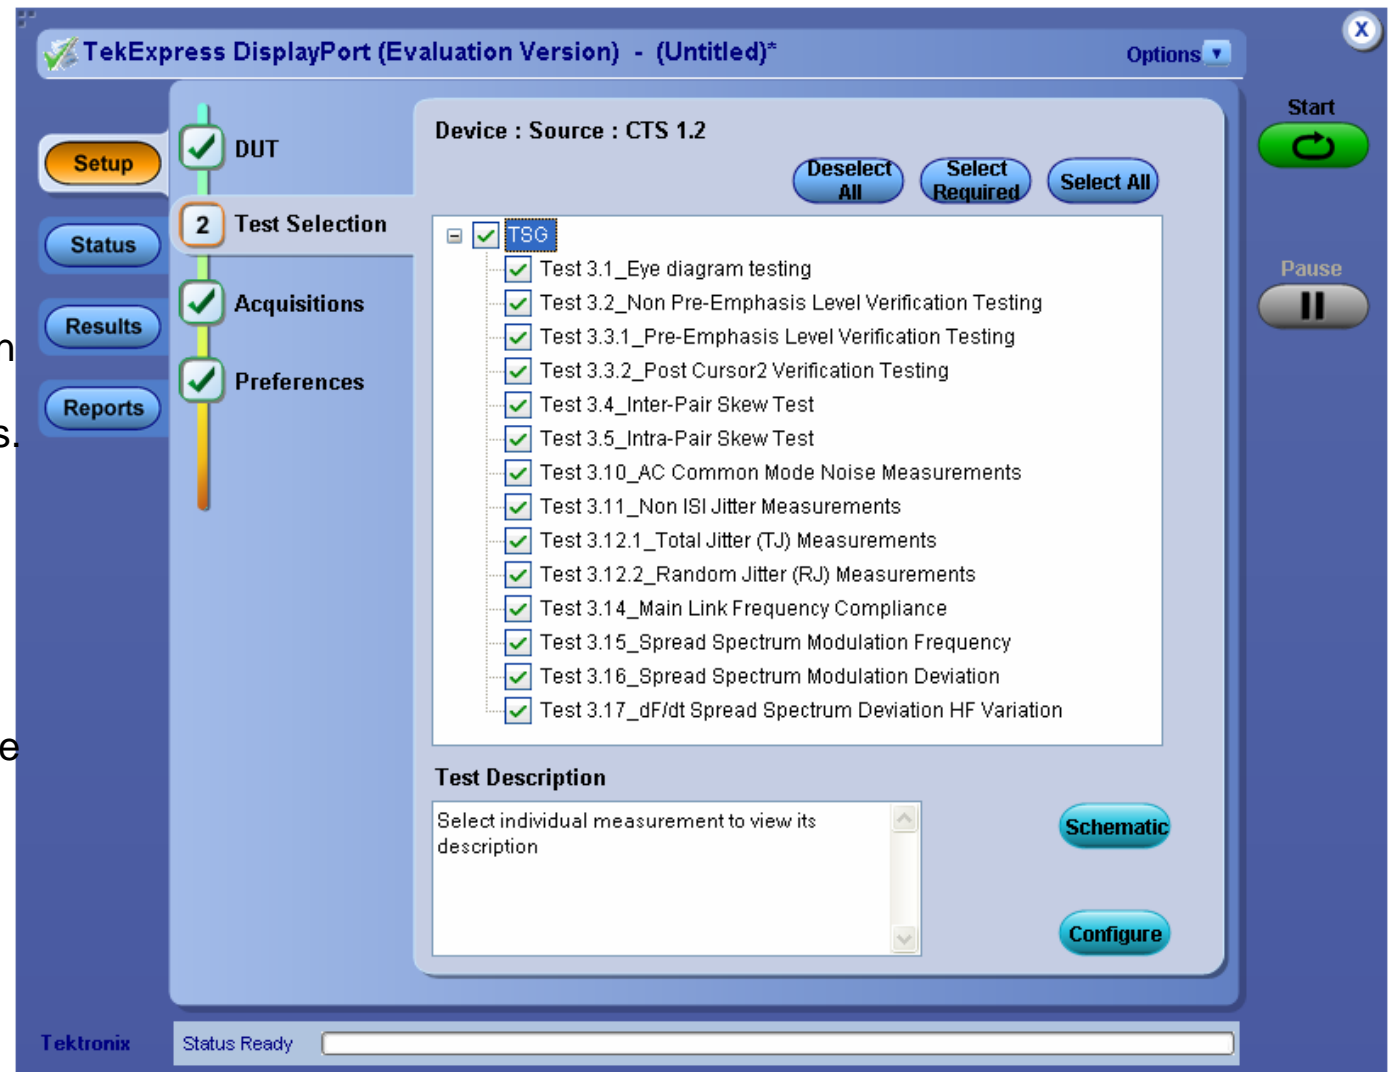 TekExpress DisplayPort (Evaluation Version) - (Untitled)*
Options
X
Setup
Status
Results
Reports
n
s.
e
DUT
2
Test Selection
Acquisitions
Preferences
Device : Source : CTS 1.2
Deselect
All
Select
Required
Select All
TSG
Test 3.1_Eye diagram testing
Test 3.2_Non Pre-Emphasis Level Verification Testing
Test 3.3.1_Pre-Emphasis Level Verification Testing
Test 3.3.2_Post Cursor2 Verification Testing
Test 3.4_Inter-Pair Skew Test
Test 3.5_Intra-Pair Skew Test
Test 3.10_AC Common Mode Noise Measurements
Test 3.11_Non ISI Jitter Measurements
Test 3.12.1_Total Jitter (TJ) Measurements
Test 3.12.2_Random Jitter (RJ) Measurements
Test 3.14_Main Link Frequency Compliance
Test 3.15_Spread Spectrum Modulation Frequency
Test 3.16_Spread Spectrum Modulation Deviation
Test 3.17_dF/dt Spread Spectrum Deviation HF Variation
Test Description
Select individual measurement to view its
description
Schematic
Configure
Start
Pause
Tektronix
Status Ready